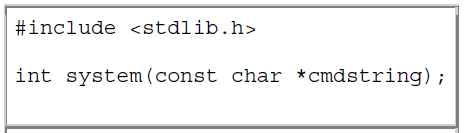 #include <stdlib.h>
int system(const char *cmdstring);